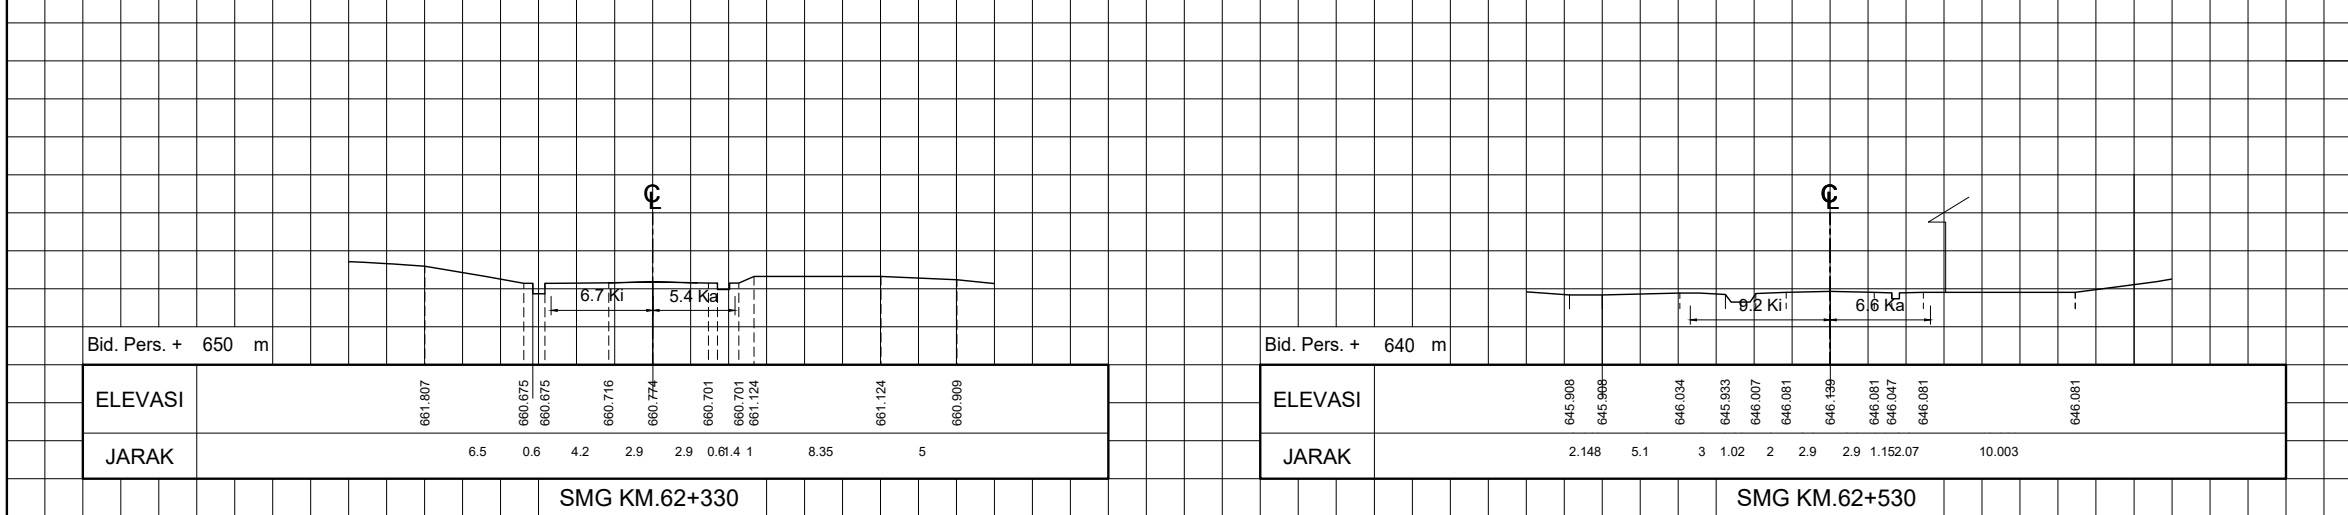 ℄
6.7 Ki 5.4 Ka
Bid. Pers. + 650 m
ELEVASI 661.807 660.675 660.675 660.716 660.774 660.701 660.701 661.124 661.124 660.909
JARAK 6.5 0.6 4.2 2.9 2.9 0.6 1.4 1 8.35 5
SMG KM.62+330
℄
9.2 Ki 6.6 Ka
Bid. Pers. + 640 m
ELEVASI 645.908 645.908 646.034 645.933 646.007 646.081 646.139 646.081 646.047 646.081 646.081
JARAK 2.148 5.1 3 1.02 2 2.9 2.9 1.15 2.07 10.003
SMG KM.62+530